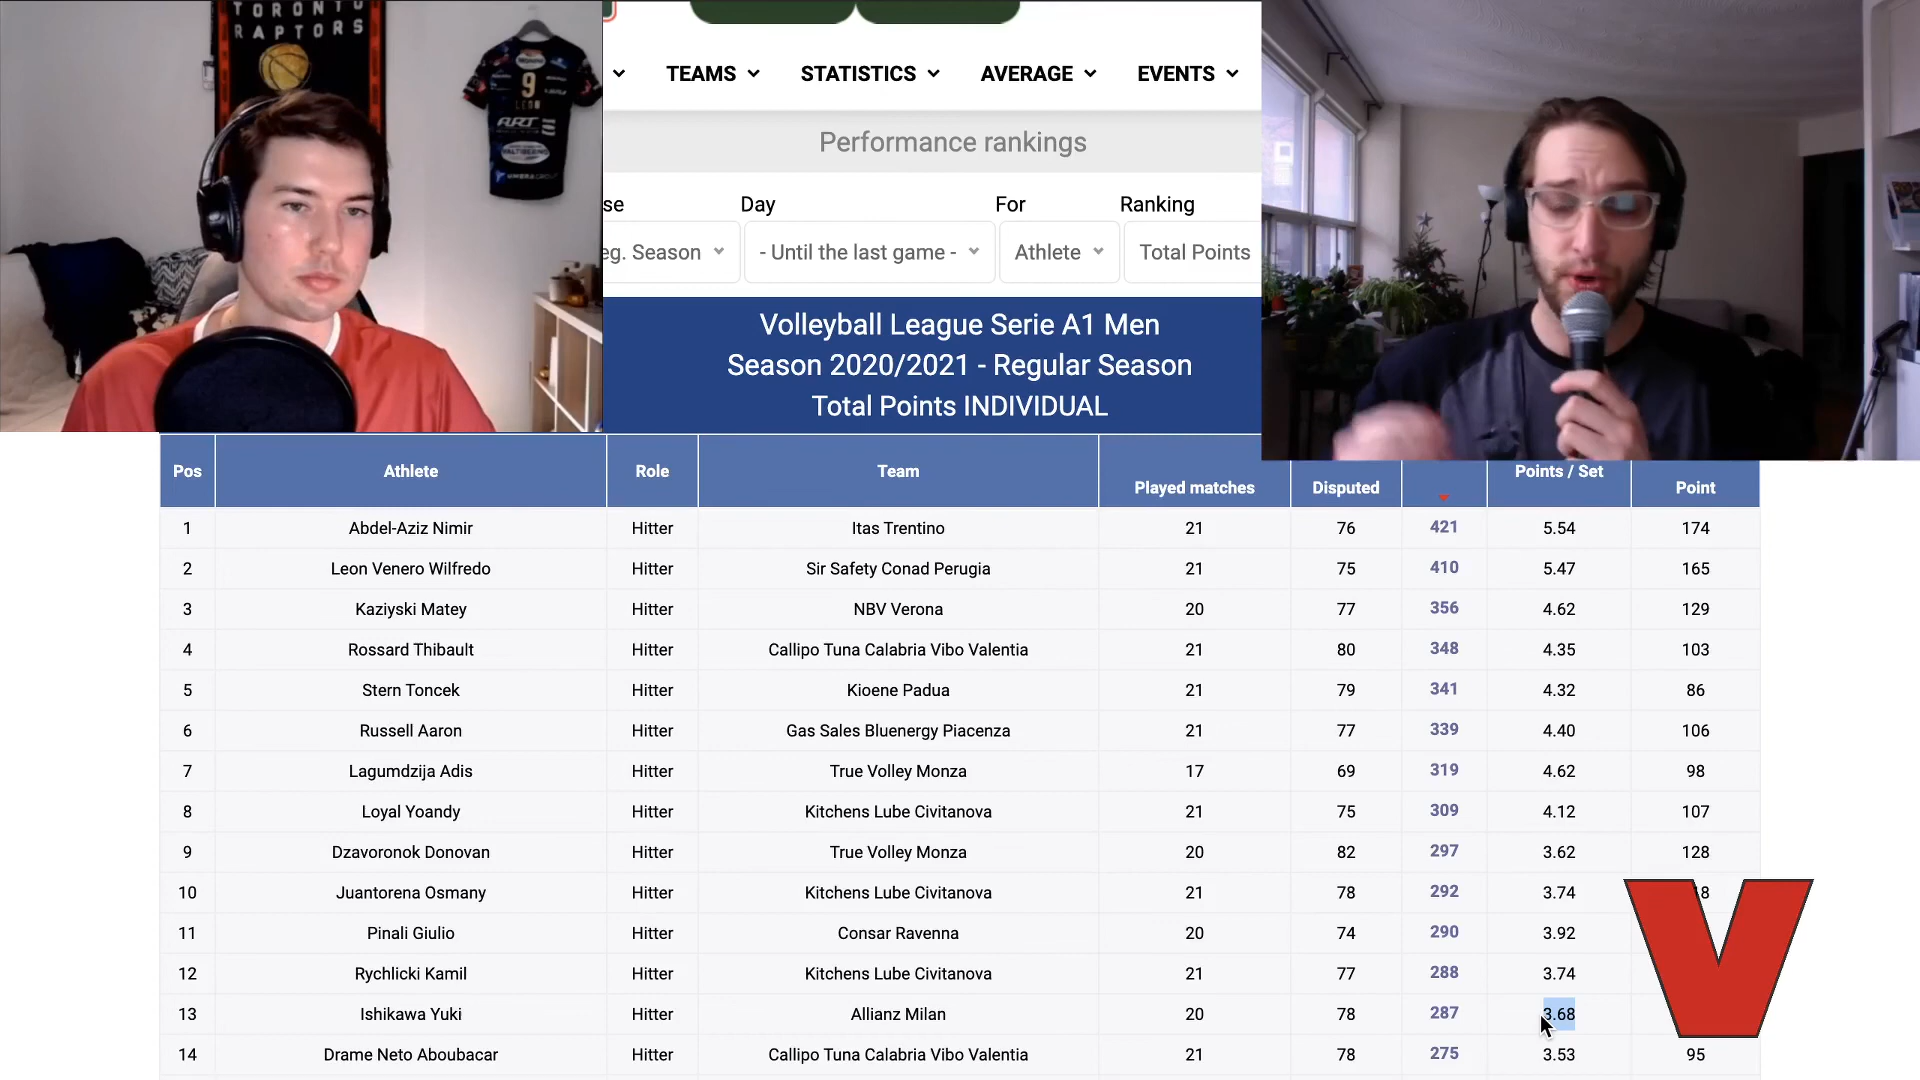 TORONTO
RAPTORS
9
LEON
ART
TEAMS
STATISTICS
AVERAGE
EVENTS
Performance rankings
se
Day
For
Ranking
eg. Season
- Until the last game -
Athlete
Total Points
Volleyball League Serie A1 Men
Season 2020/2021 - Regular Season
Total Points INDIVIDUAL
Pos Athlete Role Team Played matches Disputed Points / Set Point
1 Abdel-Aziz Nimir Hitter Itas Trentino 21 76 421 5.54 174
2 Leon Venero Wilfredo Hitter Sir Safety Conad Perugia 21 75 410 5.47 165
3 Kaziyski Matey Hitter NBV Verona 20 77 356 4.62 129
4 Rossard Thibault Hitter Callipo Tuna Calabria Vibo Valentia 21 80 348 4.35 103
5 Stern Toncek Hitter Kioene Padua 21 79 341 4.32 86
6 Russell Aaron Hitter Gas Sales Bluenergy Piacenza 21 77 339 4.40 106
7 Lagumdzija Adis Hitter True Volley Monza 17 69 319 4.62 98
8 Loyal Yoandy Hitter Kitchens Lube Civitanova 21 75 309 4.12 107
9 Dzavoronok Donovan Hitter True Volley Monza 20 82 297 3.62 128
10 Juantorena Osmany Hitter Kitchens Lube Civitanova 21 78 292 3.74 8
11 Pinali Giulio Hitter Consar Ravenna 20 74 290 3.92
12 Rychlicki Kamil Hitter Kitchens Lube Civitanova 21 77 288 3.74
13 Ishikawa Yuki Hitter Allianz Milan 20 78 287 3.68
14 Drame Neto Aboubacar Hitter Callipo Tuna Calabria Vibo Valentia 21 78 275 3.53 95
V